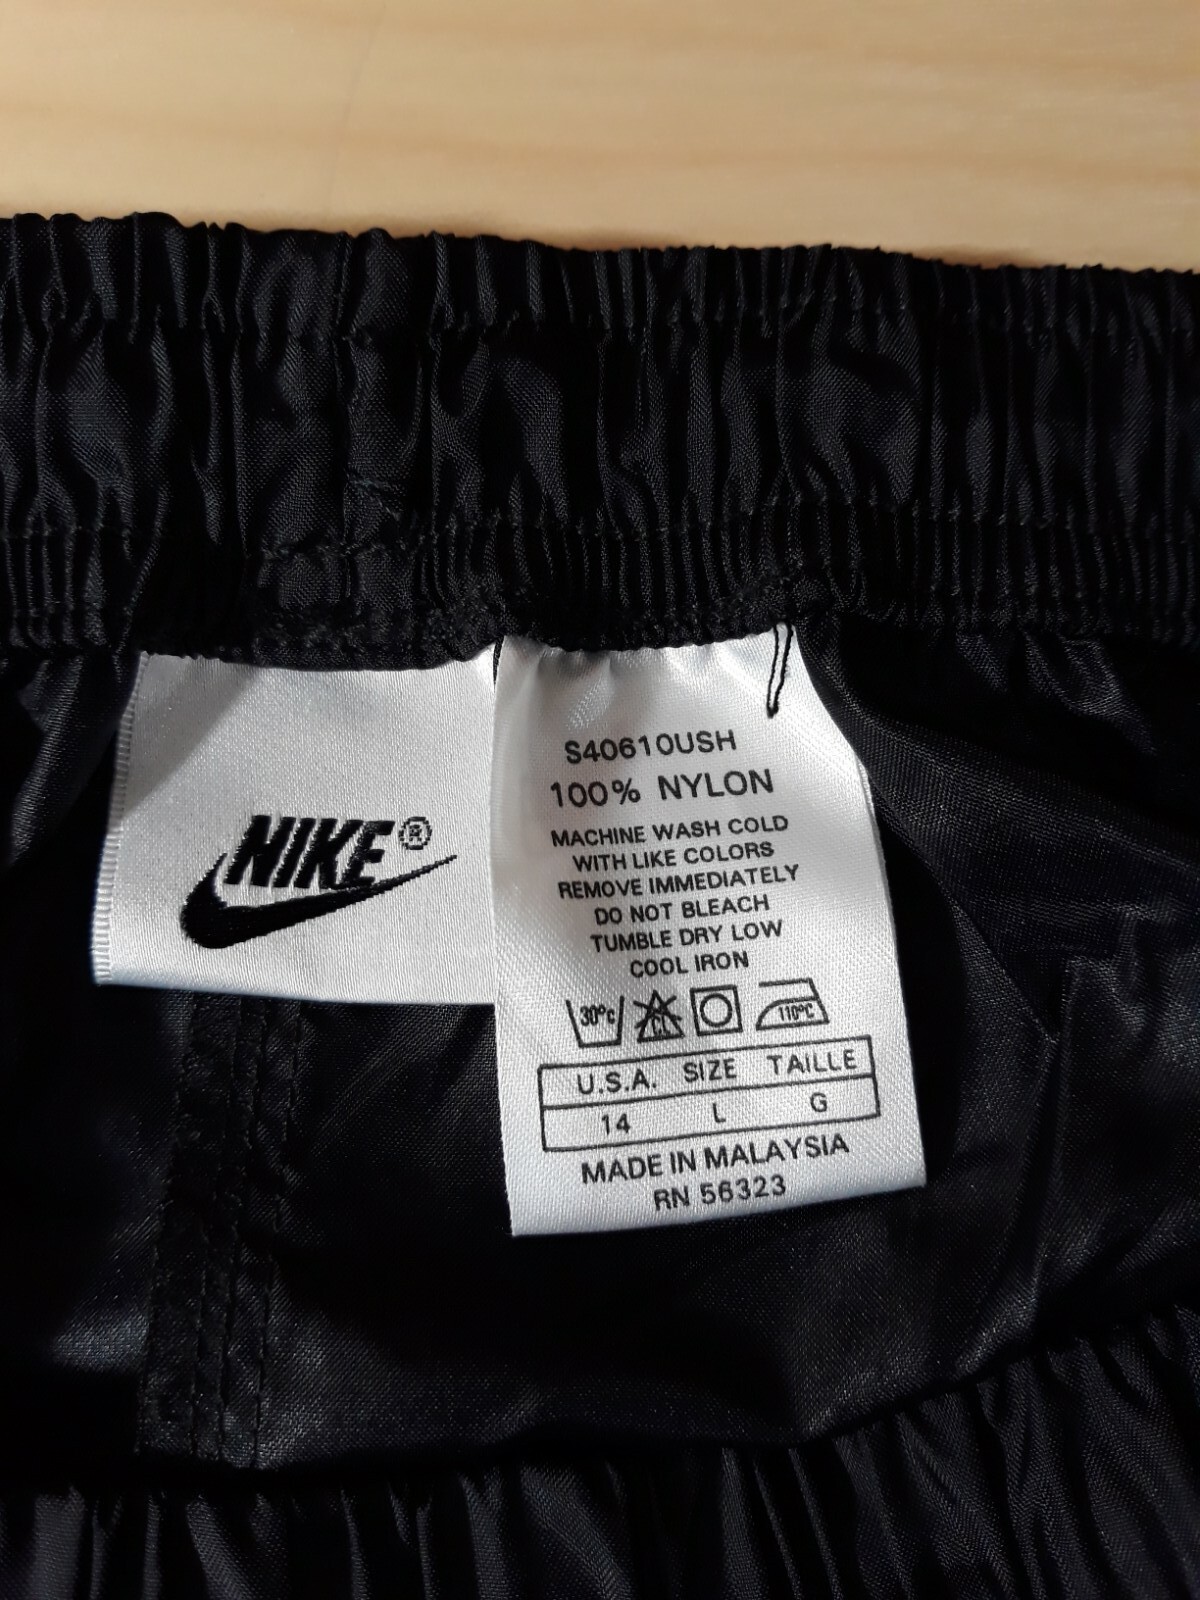 NIKE®
S40610USH
100% NYLON
MACHINE WASH COLD
WITH LIKE COLORS
REMOVE IMMEDIATELY
DO NOT BLEACH
TUMBLE DRY LOW
COOL IRON
30°C CL 110°C
U.S.A. SIZE TAILLE
14 L G
MADE IN MALAYSIA
RN 56323